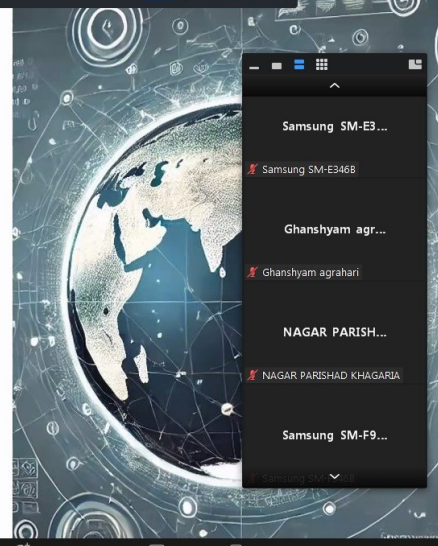 Samsung SM-E3...
Samsung SM-E346B
Ghanshyam agr...
Ghanshyam agrahari
NAGAR PARISH...
NAGAR PARISHAD KHAGARIA
Samsung SM-F9...